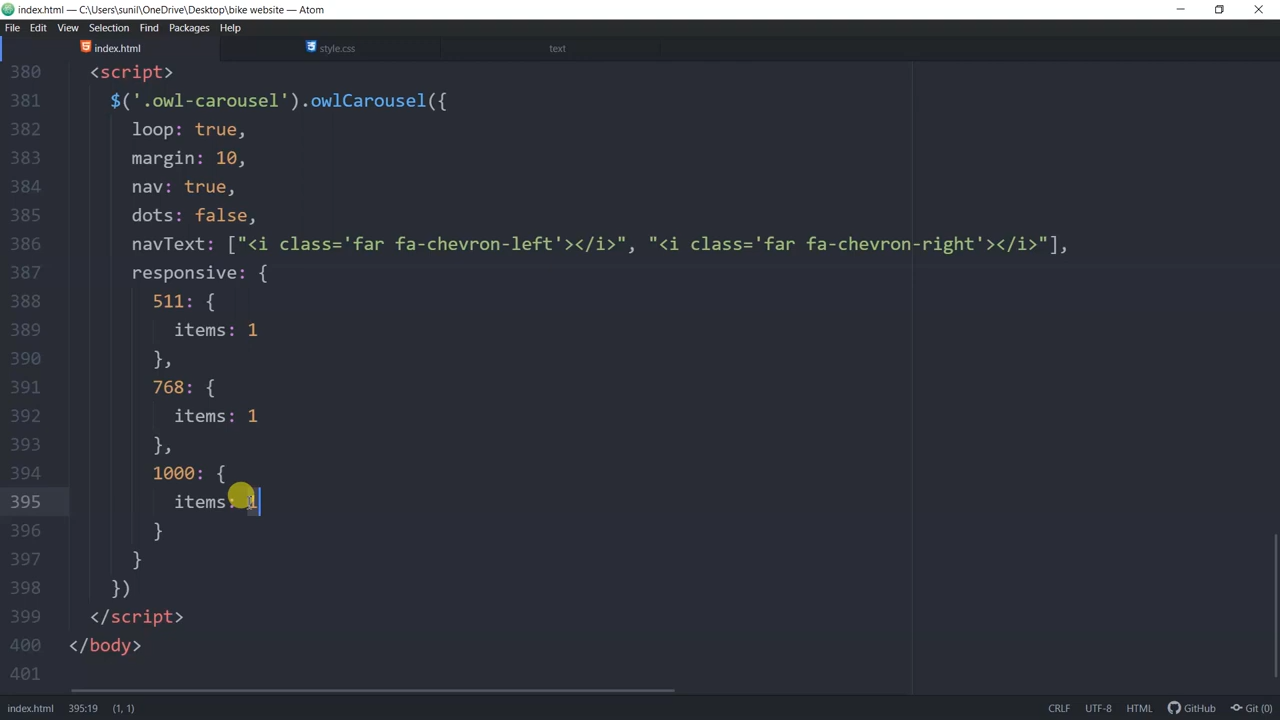 index.html — C:\Users\sunil\OneDrive\Desktop\bike website — Atom
File Edit View Selection Find Packages Help
index.html style.css text
380 <script>
381 $('.owl-carousel').owlCarousel({
382 loop: true,
383 margin: 10,
384 nav: true,
385 dots: false,
386 navText: ["<i class='far fa-chevron-left'></i>", "<i class='far fa-chevron-right'></i>"],
387 responsive: {
388 511: {
389 items: 1
390 },
391 768: {
392 items: 1
393 },
394 1000: {
395 items: 1
396 }
397 }
398 })
399 </script>
400 </body>
401
index.html 395:19 (1, 1) CRLF UTF-8 HTML GitHub Git (0)